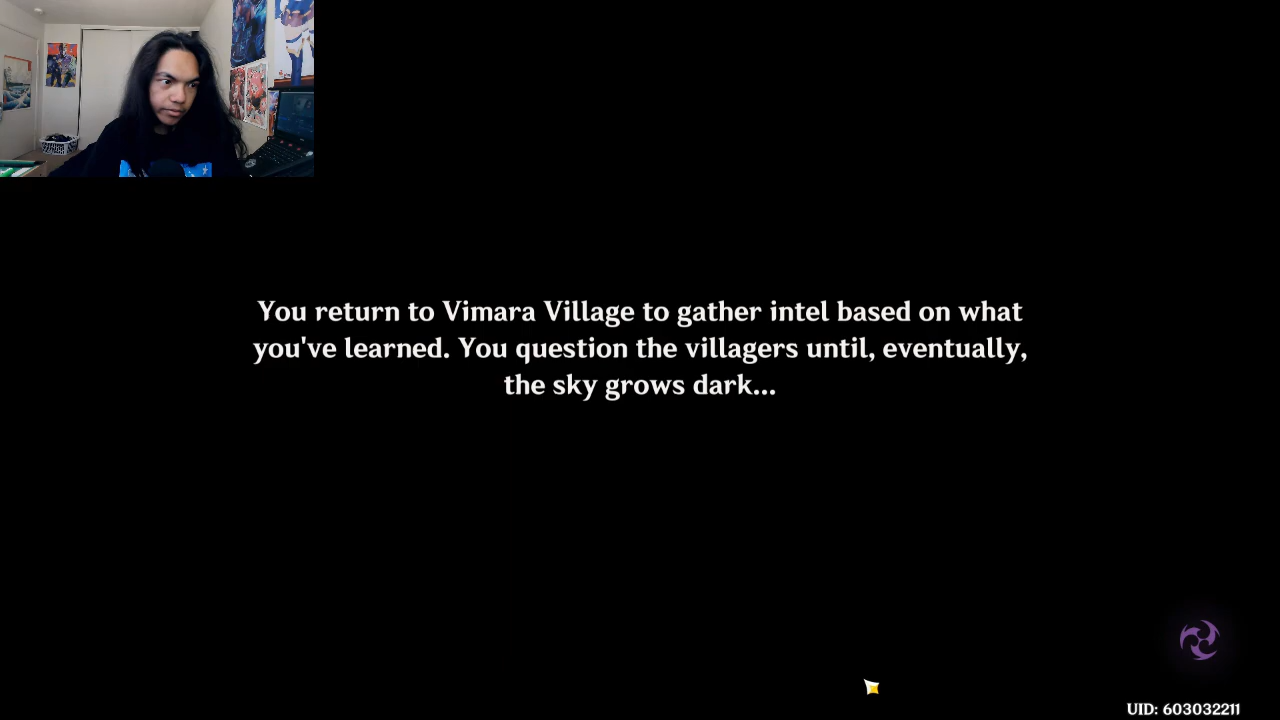 You return to Vimara Village to gather intel based on what
you've learned. You question the villagers until, eventually,
the sky grows dark...
UID: 603032211